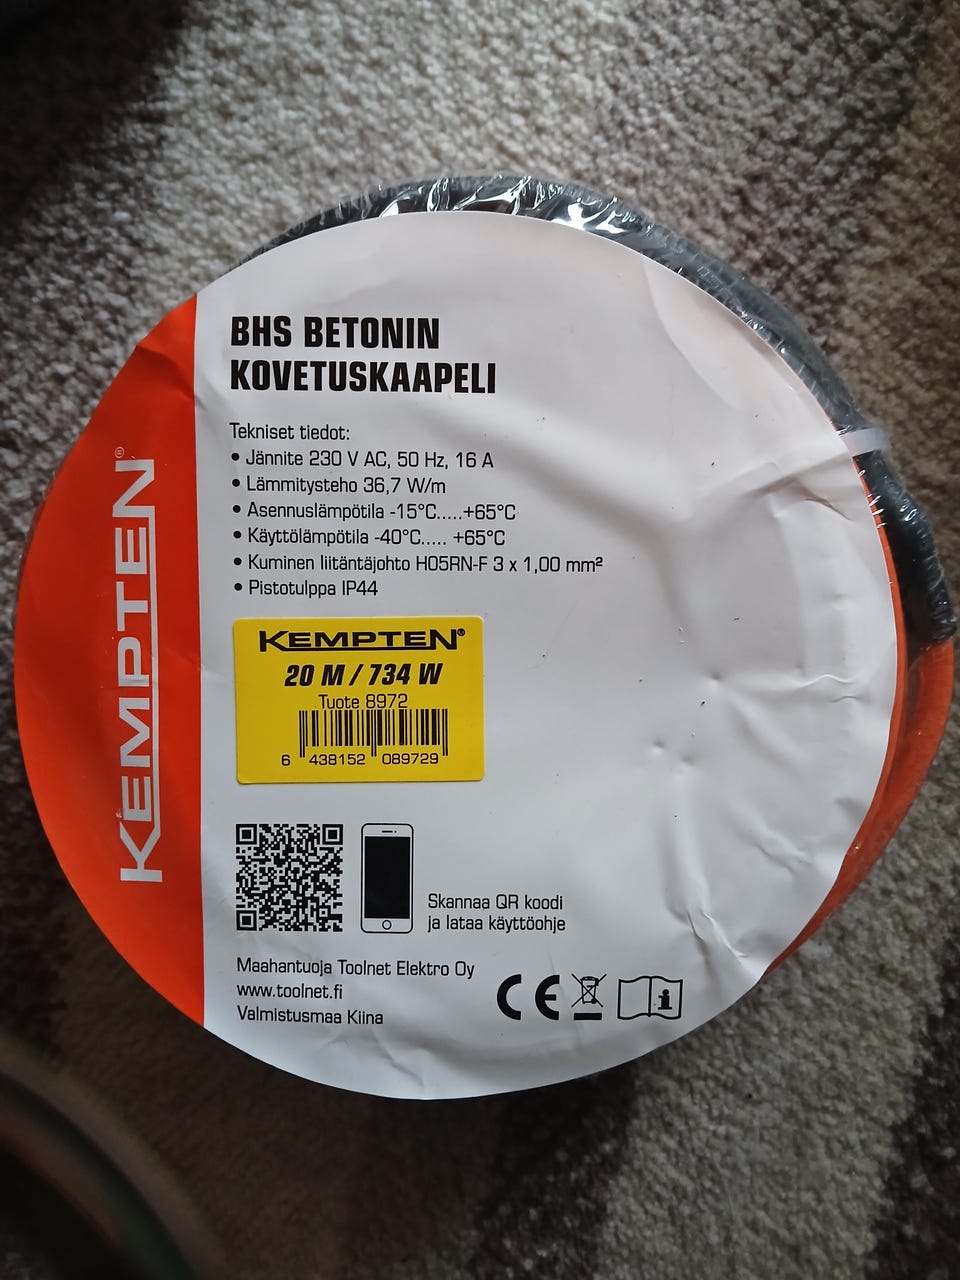 BHS BETONIN
KOVETUSKAAPELI
Tekniset tiedot:
• Jännite 230 V AC, 50 Hz, 16 A
• Lämmitysteho 36,7 W/m
• Asennuslämpötila -15°C.....+65°C
• Käyttölämpötila -40°C..... +65°C
• Kuminen liitäntäjohto H05RN-F 3 x 1,00 mm²
• Pistotulppa IP44
KEMPTEN®
KEMPTEN®
20 M / 734 W
Tuote 8972
6 438152 089729
Skannaa QR koodi
ja lataa käyttöohje
Maahantuoja Toolnet Elektro Oy
www.toolnet.fi
Valmistusmaa Kiina
CE